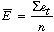 E̅ = Σε_t / n